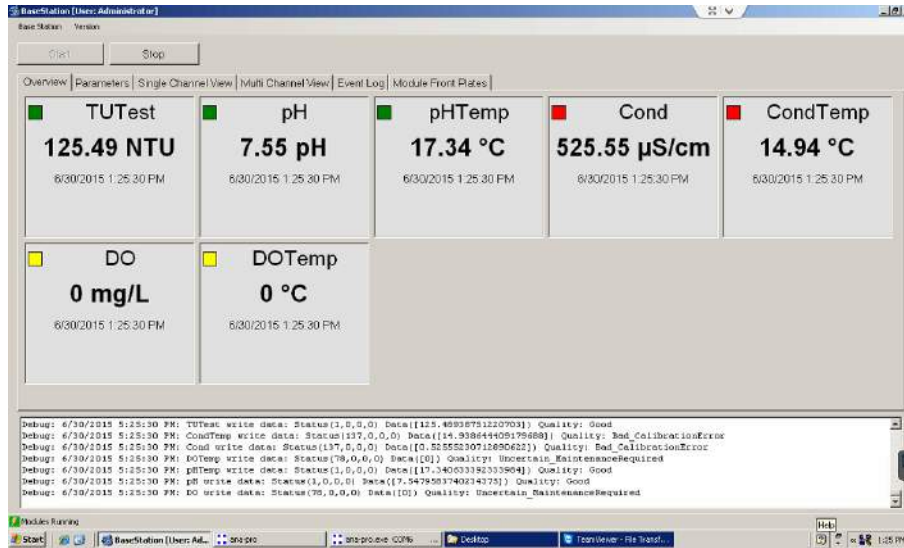 BaseStation [User: Administrator]
Base Station Version
Start Stop
Overview Parameters Single Channel View Multi Channel View Event Log Module Front Plates
TUTest
125.49 NTU
6/30/2015 1:25:30 PM
pH
7.55 pH
6/30/2015 1:25:30 PM
pHTemp
17.34 °C
6/30/2015 1:25:30 PM
Cond
525.55 µS/cm
6/30/2015 1:25:30 PM
CondTemp
14.94 °C
6/30/2015 1:25:30 PM
DO
0 mg/L
6/30/2015 1:25:30 PM
DOTemp
0 °C
6/30/2015 1:25:30 PM
Debug: 6/30/2015 5:25:30 PM: TUTest write data: Status(1,0,0,0) Data([125.48938751220703]) Quality: Good
Debug: 6/30/2015 5:25:30 PM: CondTemp write data: Status(137,0,0,0) Data([14.938644409179688]) Quality: Bad_CalibrationError
Debug: 6/30/2015 5:25:30 PM: Cond write data: Status(137,0,0,0) Data([0.5255523071289062]) Quality: Bad_CalibrationError
Debug: 6/30/2015 5:25:30 PM: DOTemp write data: Status(78,0,0,0) Data([0]) Quality: Uncertain_MaintenanceRequired
Debug: 6/30/2015 5:25:30 PM: pHTemp write data: Status(1,0,0,0) Data([17.34063339233398­4]) Quality: Good
Debug: 6/30/2015 5:25:30 PM: pH write data: Status(1,0,0,0) Data([7.547958374023437­5]) Quality: Good
Debug: 6/30/2015 5:25:30 PM: DO write data: Status(78,0,0,0) Data([0]) Quality: Uncertain_MaintenanceRequired
Modules Running
Help
Start BaseStation [User: Ad... ana-pro ana-pro.exe COM6 ... Desktop TeamViewer - File Transf... 1:25 PM